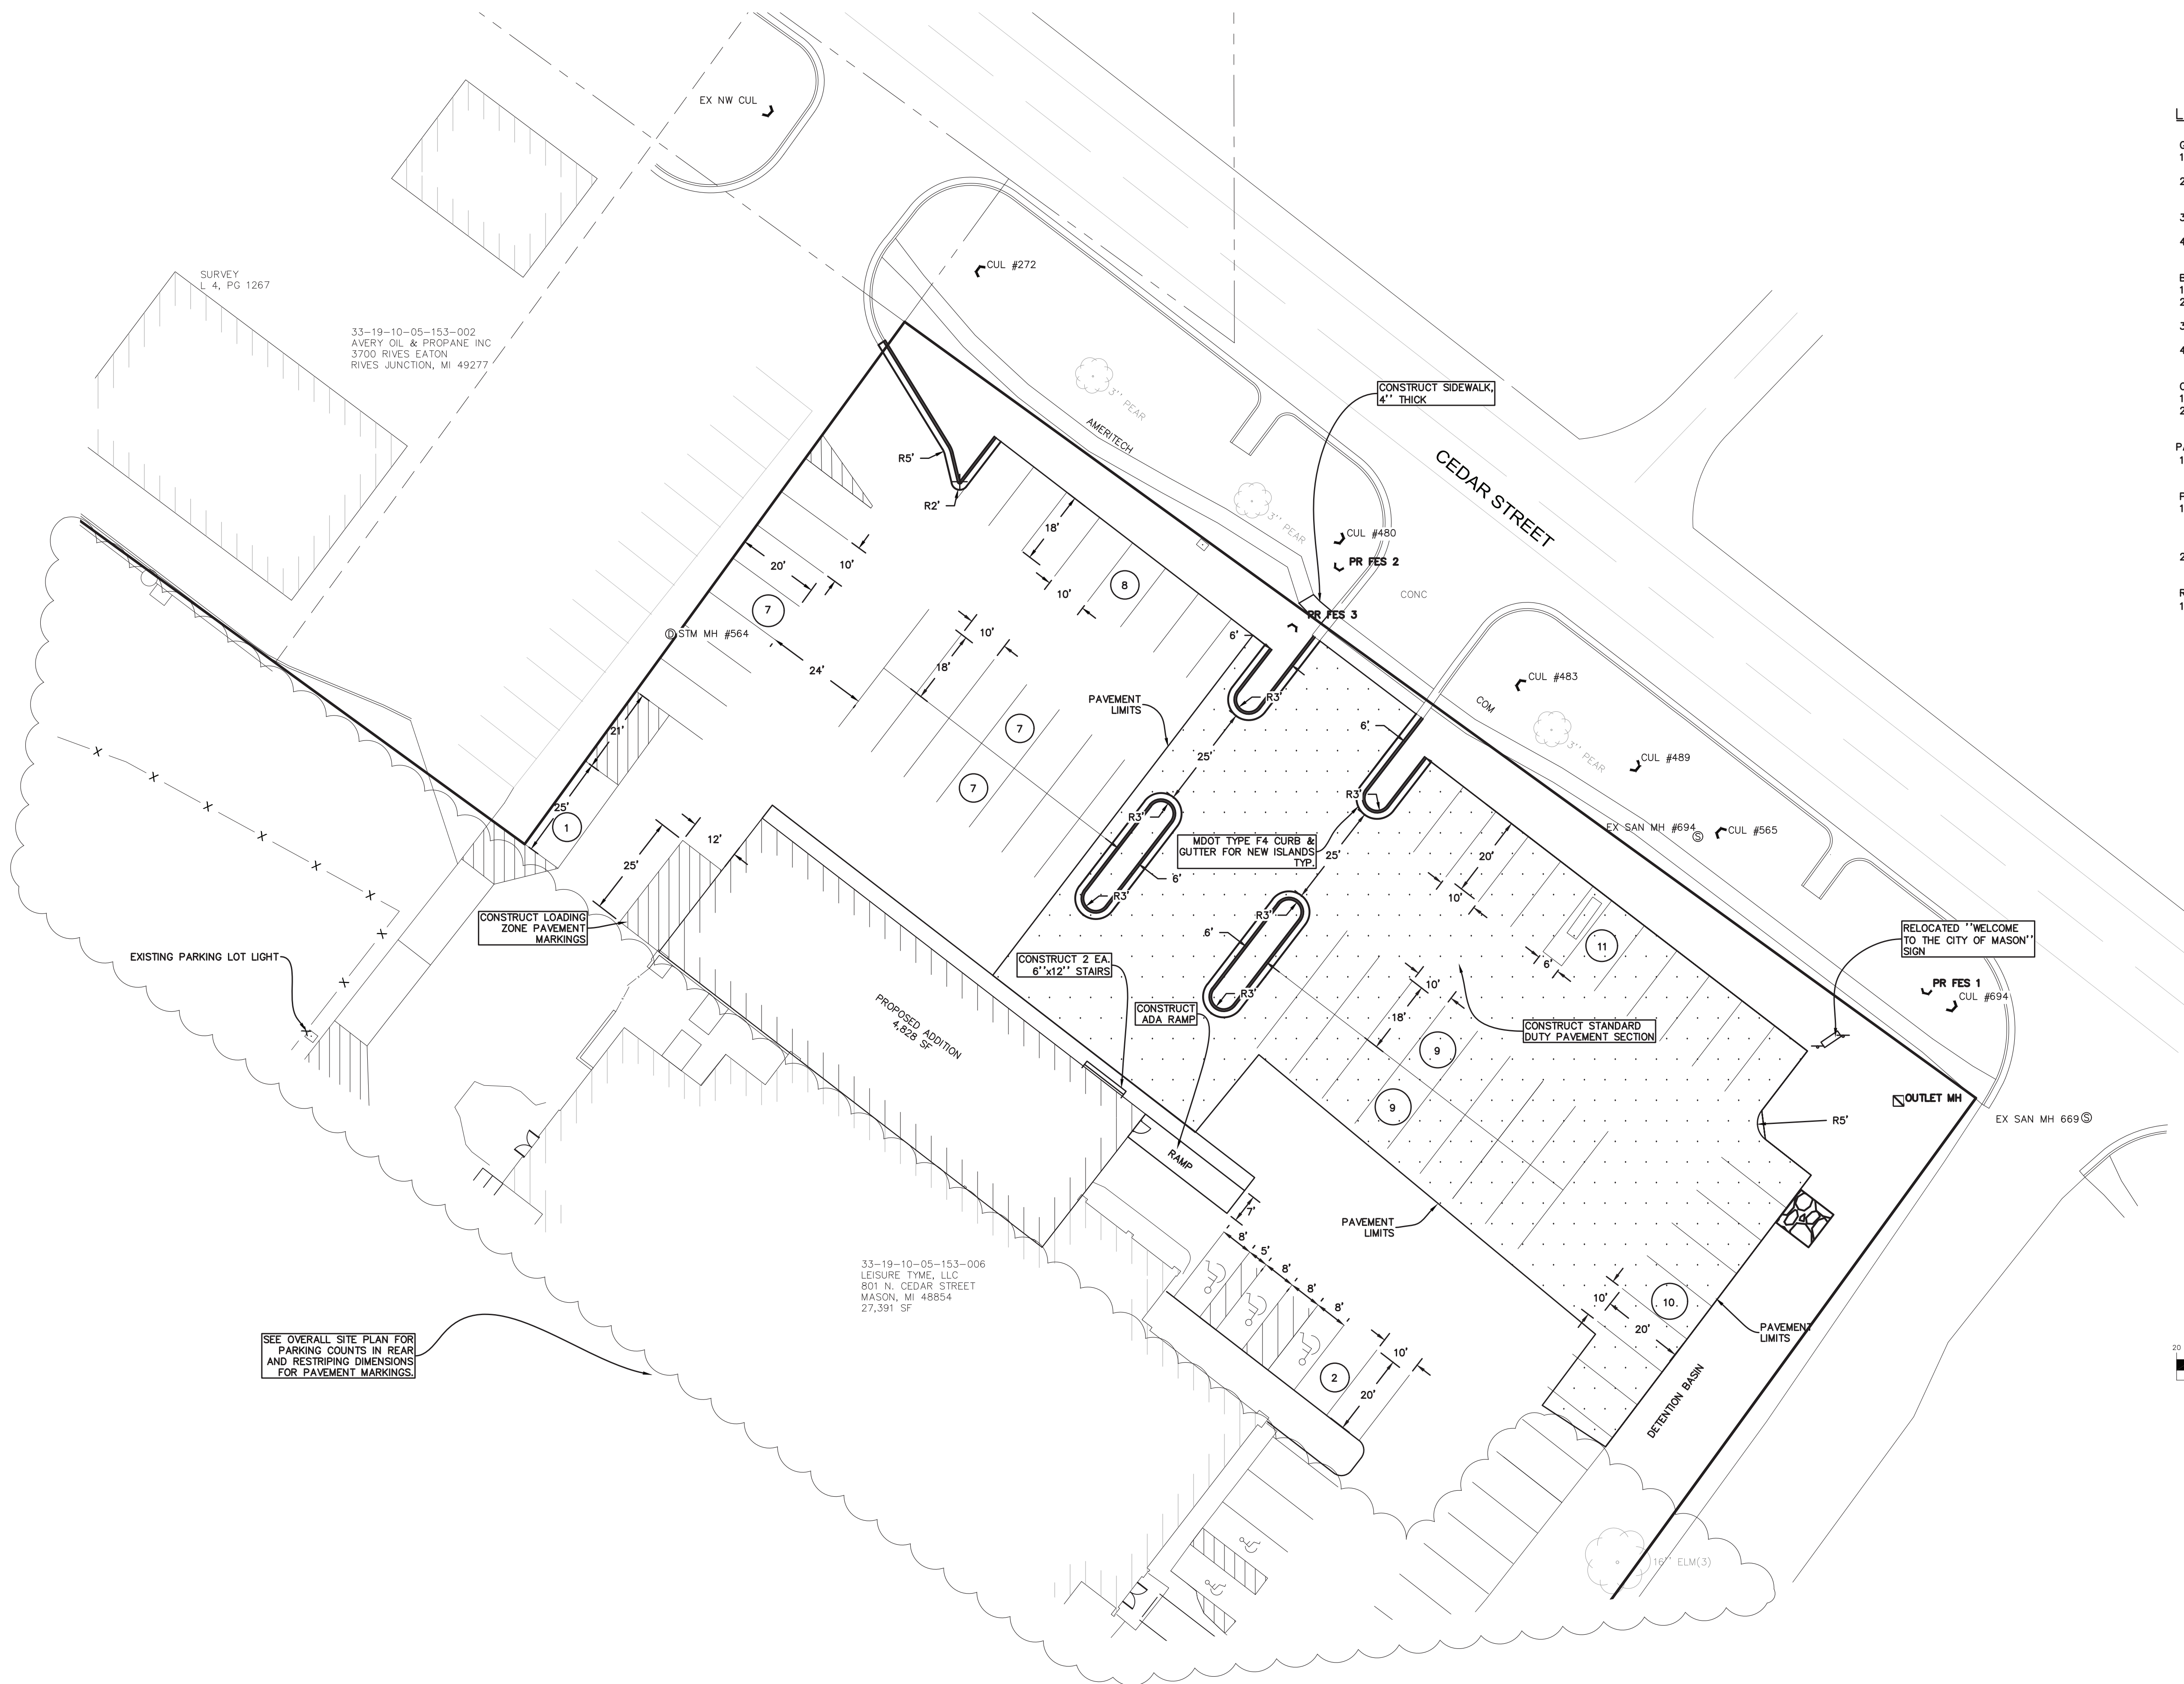 EX NW CUL
SURVEY
L 4, PG 1267
33-19-10-05-153-002
AVERY OIL & PROPANE INC
3700 RIVES EATON
RIVES JUNCTION, MI 49277
CUL #272
3'' PEAR
AMERITECH
CONSTRUCT SIDEWALK,
4'' THICK
CEDAR STREET
R5'
R2'
18'
10'
8
3'' PEAR
CUL #480
PR FES 2
CONC
PR FES 3
20'
10'
7
STM MH #564
24'
10'
18'
6'
R3'
PAVEMENT
LIMITS
7
7
25'
6'
CUL #483
COM
3'' PEAR
CUL #489
21'
25'
1
12'
25'
R3'
R3'
6'
R3'
MDOT TYPE F4 CURB &
GUTTER FOR NEW ISLANDS
TYP.
25'
EX SAN MH #694
CUL #565
20'
10'
CONSTRUCT LOADING
ZONE PAVEMENT
MARKINGS
R3'
6'
R3'
11
6'
RELOCATED ''WELCOME
TO THE CITY OF MASON''
SIGN
EXISTING PARKING LOT LIGHT
CONSTRUCT 2 EA.
6''x12'' STAIRS
CONSTRUCT
ADA RAMP
PROPOSED ADDITION
4,828 SF
10'
18'
9
9
CONSTRUCT STANDARD
DUTY PAVEMENT SECTION
PR FES 1
CUL #694
OUTLET MH
EX SAN MH 669
R5'
RAMP
7'
PAVEMENT
LIMITS
8'
5'
8'
8'
8'
33-19-10-05-153-006
LEISURE TYME, LLC
801 N. CEDAR STREET
MASON, MI 48854
27,391 SF
10'
20'
10
PAVEMENT
LIMITS
10'
20'
2
DETENTION BASIN
SEE OVERALL SITE PLAN FOR
PARKING COUNTS IN REAR
AND RESTRIPING DIMENSIONS
FOR PAVEMENT MARKINGS.
16'' ELM(3)
20